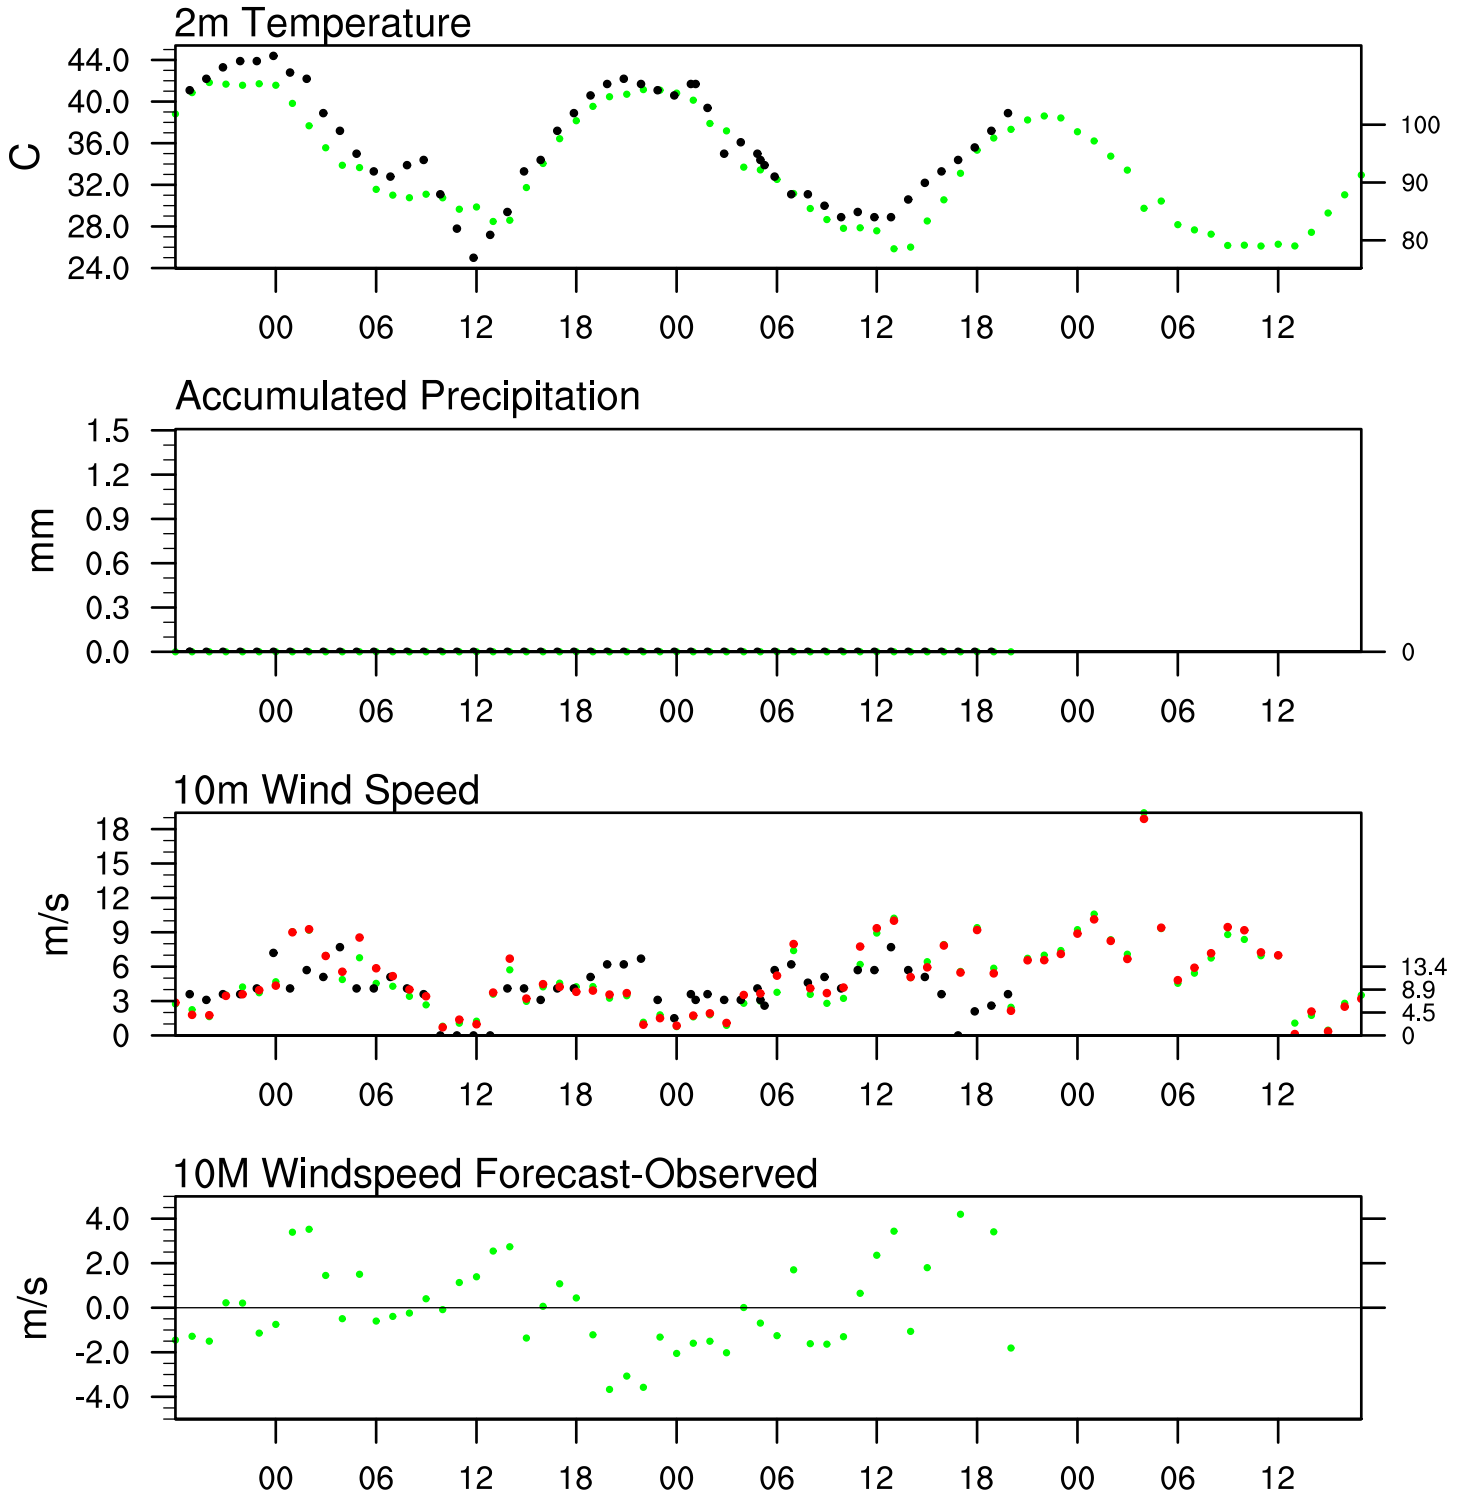 2m Temperature
44.0
40.0
36.0
32.0
28.0
24.0
C
100
90
80
00 06 12 18 00 06 12 18 00 06 12
Accumulated Precipitation
1.5
1.2
0.9
0.6
0.3
0.0
mm
0
00 06 12 18 00 06 12 18 00 06 12
10m Wind Speed
18
15
12
9
6
3
0
m/s
13.4
8.9
4.5
0
00 06 12 18 00 06 12 18 00 06 12
10M Windspeed Forecast-Observed
4.0
2.0
0.0
-2.0
-4.0
m/s
00 06 12 18 00 06 12 18 00 06 12